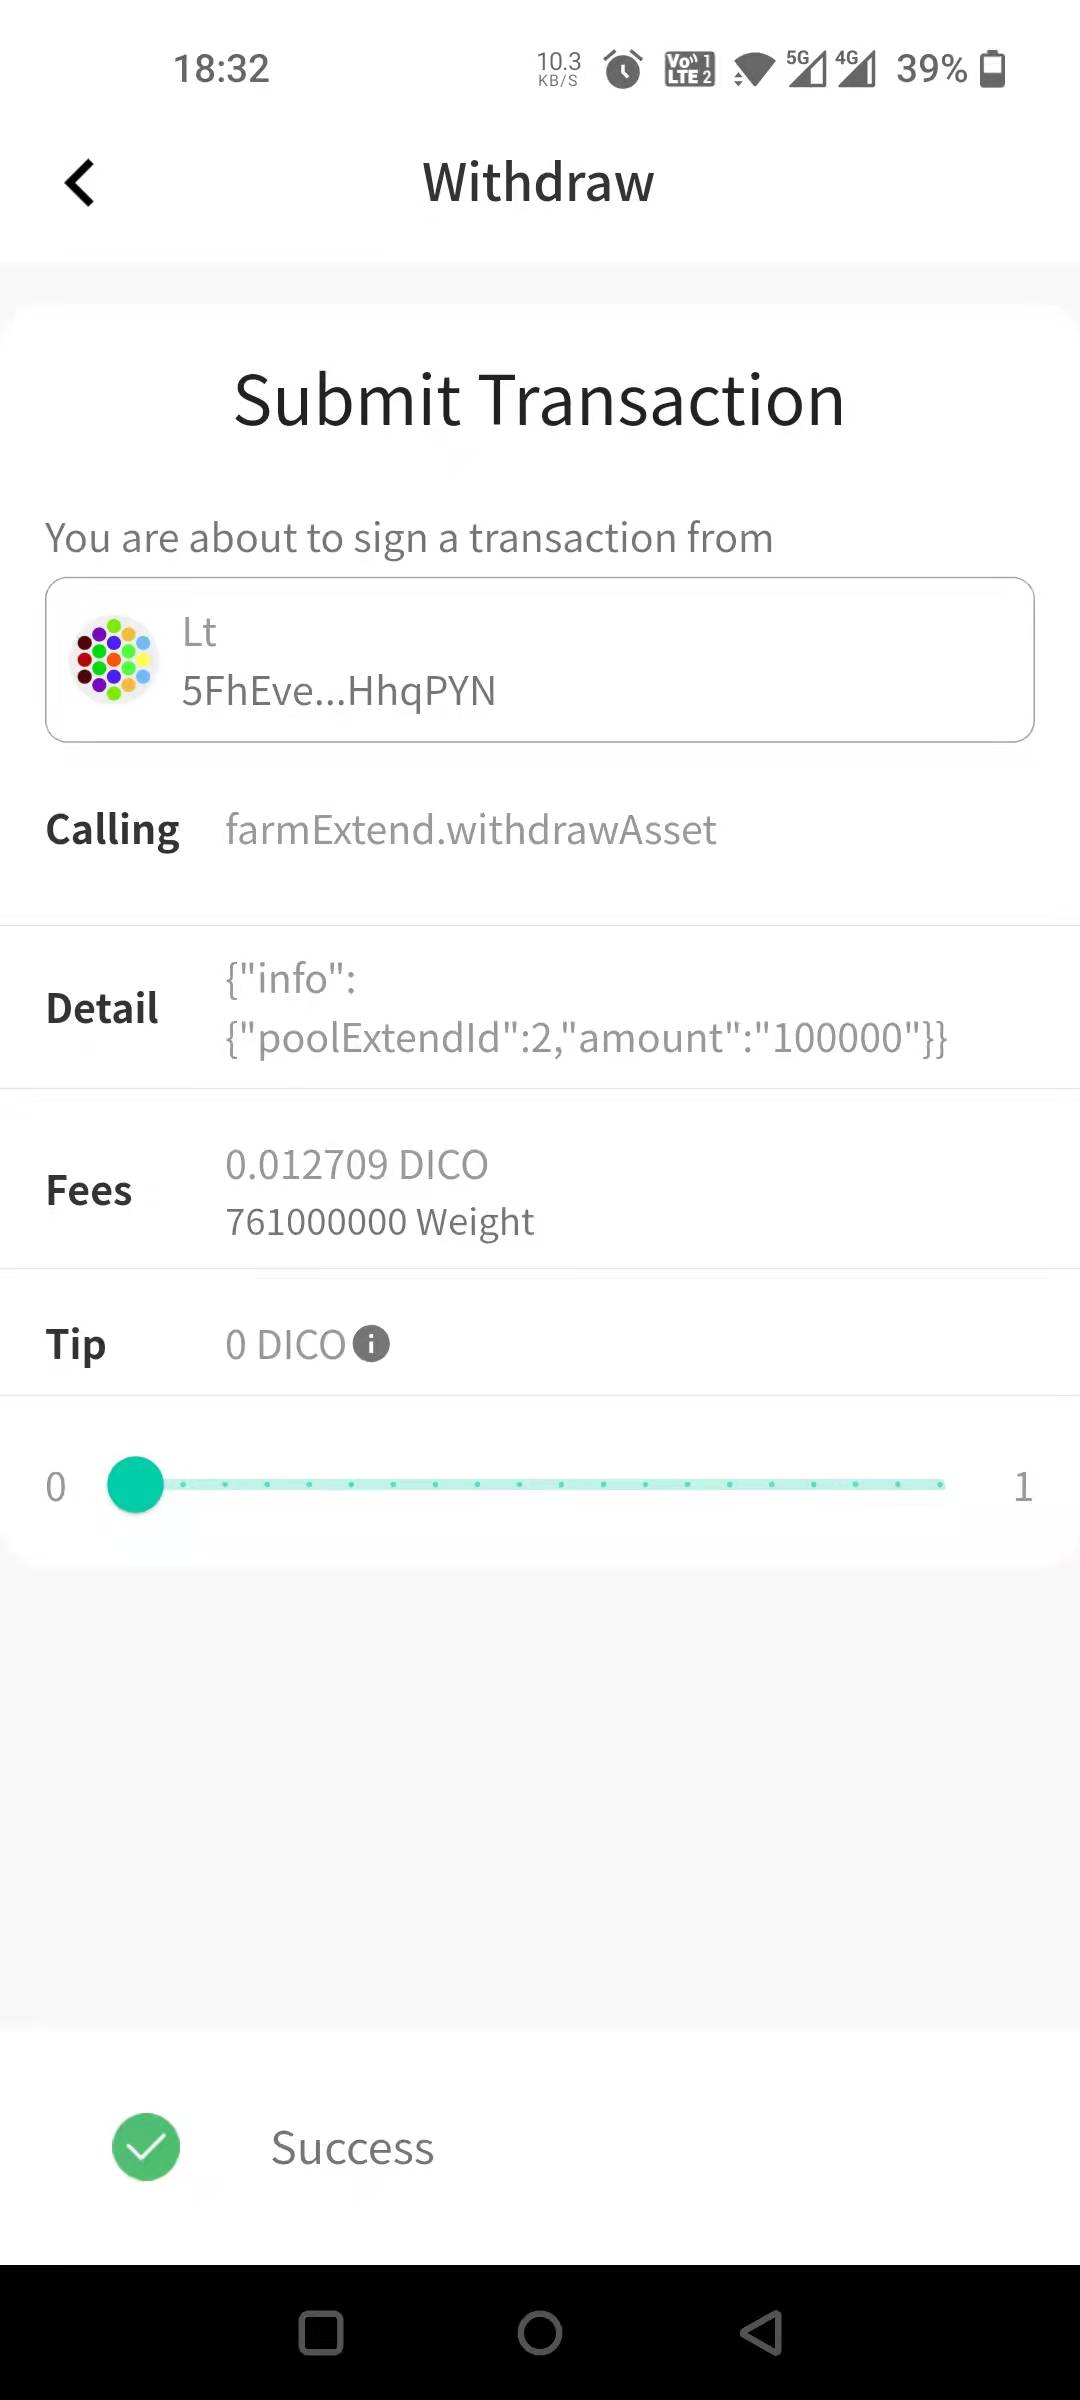 18:32
10.3
KB/S
Vo 1
LTE 2
5G
4G
39%
Withdraw
Submit Transaction
You are about to sign a transaction from
Lt
5FhEve...HhqPYN
Calling
farmExtend.withdrawAsset
Detail
{"info":
{"poolExtendId":2,"amount":"100000"}}
Fees
0.012709 DICO
761000000 Weight
Tip
0 DICO
0
1
Success